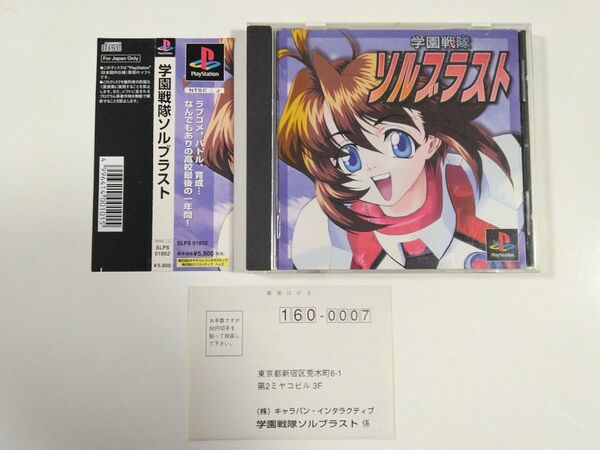 For Japan Only
学園戦隊ソルブラスト
SLPS
01852
¥5,800
PlayStation
NTSC J
ラブコメ、バトル、育成…
なんでもありの高校最後の一年間!
SLPS 01852
¥5,800
学園戦隊
ソルブラスト
PlayStation
郵便はがき
160-0007
お手数ですが
50円切手を
貼って投函し
て下さい。
東京都新宿区荒木町6-1
第2ミヤコビル 3F
(株) キャラバン・インタラクティブ
学園戦隊ソルブラスト 係